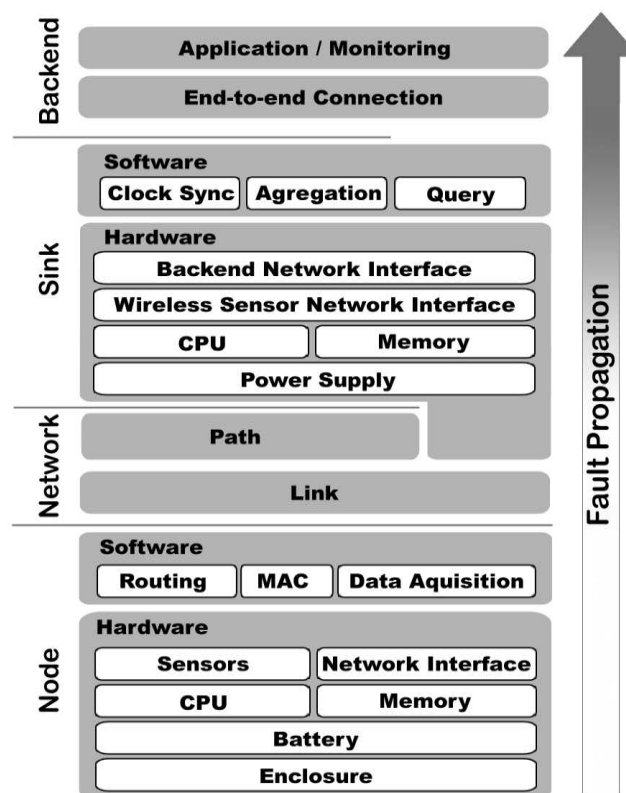 Backend
Application / Monitoring
End-to-end Connection
Sink
Software
Clock Sync
Agregation
Query
Hardware
Backend Network Interface
Wireless Sensor Network Interface
CPU
Memory
Power Supply
Network
Path
Link
Node
Software
Routing
MAC
Data Aquisition
Hardware
Sensors
Network Interface
CPU
Memory
Battery
Enclosure
Fault Propagation